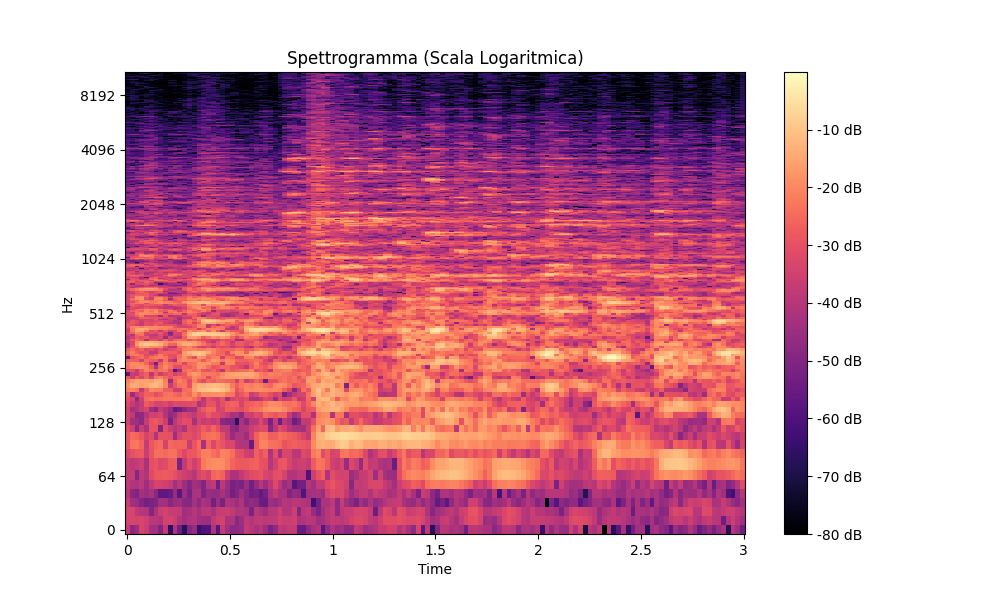 Spettrogramma (Scala Logaritmica)
8192
4096
2048
1024
512
256
128
64
0
Hz
0
0.5
1
1.5
2
2.5
3
Time
-10 dB
-20 dB
-30 dB
-40 dB
-50 dB
-60 dB
-70 dB
-80 dB